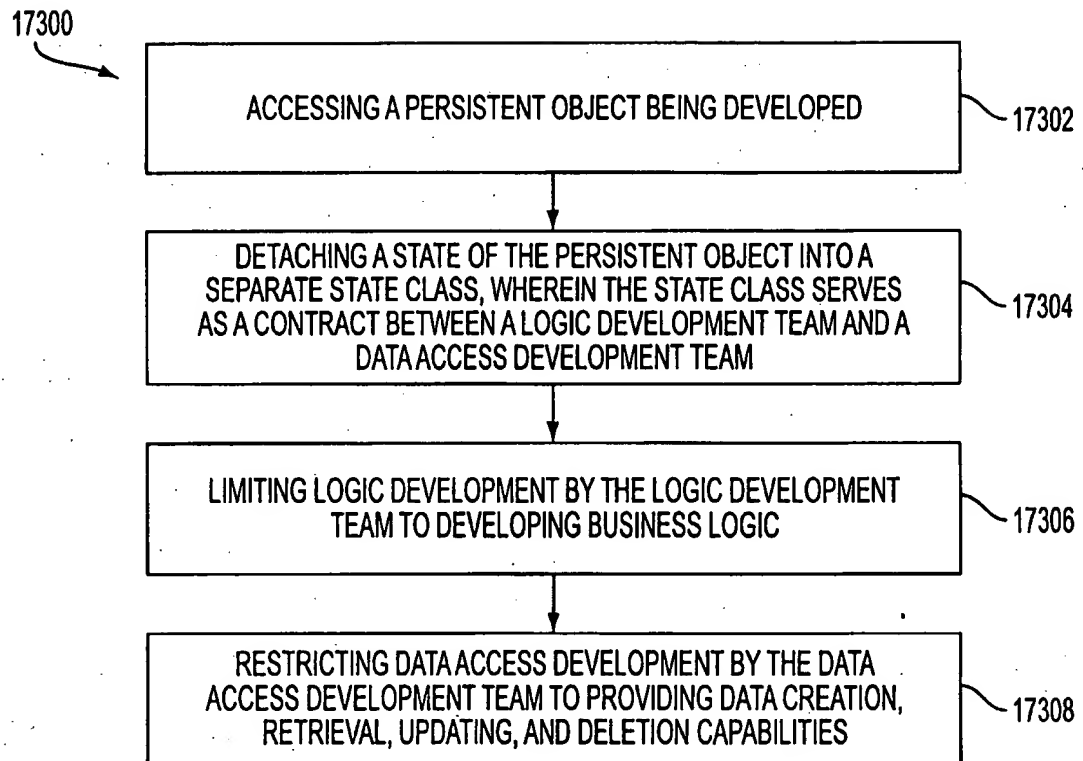 17300
ACCESSING A PERSISTENT OBJECT BEING DEVELOPED
17302
DETACHING A STATE OF THE PERSISTENT OBJECT INTO A
SEPARATE STATE CLASS, WHEREIN THE STATE CLASS SERVES
AS A CONTRACT BETWEEN A LOGIC DEVELOPMENT TEAM AND A
DATA ACCESS DEVELOPMENT TEAM
17304
LIMITING LOGIC DEVELOPMENT BY THE LOGIC DEVELOPMENT
TEAM TO DEVELOPING BUSINESS LOGIC
17306
RESTRICTING DATA ACCESS DEVELOPMENT BY THE DATA
ACCESS DEVELOPMENT TEAM TO PROVIDING DATA CREATION,
RETRIEVAL, UPDATING, AND DELETION CAPABILITIES
17308